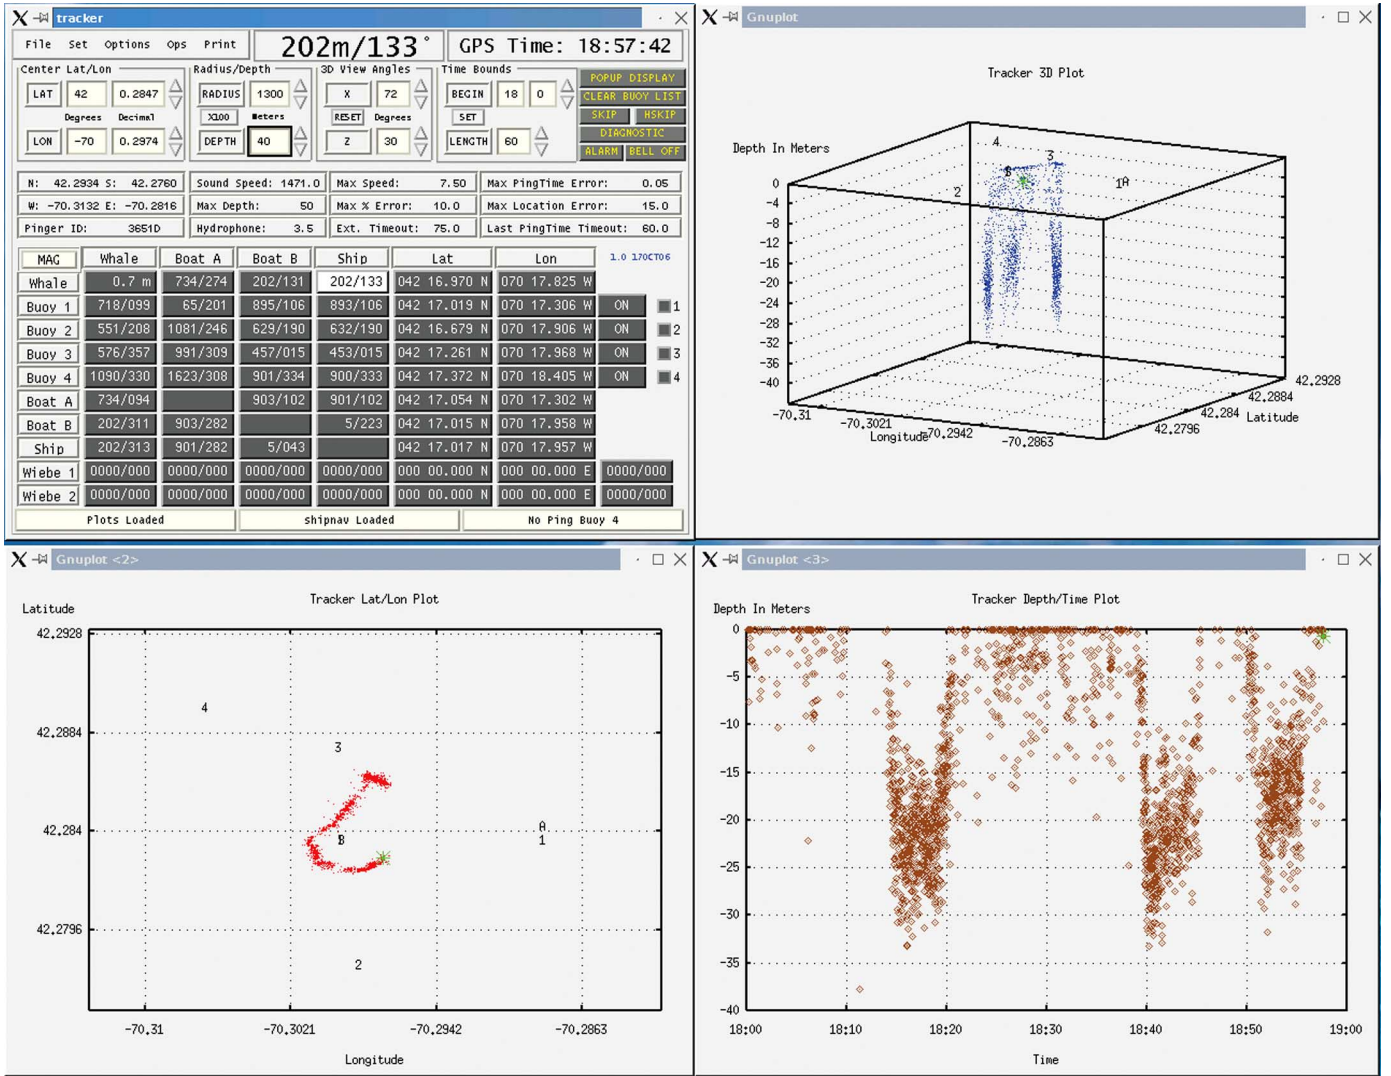 tracker
File Set Options Ops Print 202m/133° GPS Time: 18:57:42
Center Lat/Lon Radius/Depth 3D View Angles Time Bounds
LAT 42 0.2847 RADIUS 1300 X 72 BEGIN 18 0
Degrees Decimal X100 Meters RESET Degrees SET
LON -70 0.2974 DEPTH 40 Z 30 LENGTH 60
POPUP DISPLAY
CLEAR BUOY LIST
SKIP HSKIP
DIAGNOSTIC
ALARM BELL OFF
N: 42.2934 S: 42.2760 Sound Speed: 1471.0 Max Speed: 7.50 Max PingTime Error: 0.05
W: -70.3132 E: -70.2816 Max Depth: 50 Max % Error: 10.0 Max Location Error: 15.0
Pinger ID: 3651D Hydrophone: 3.5 Ext. Timeout: 75.0 Last PingTime Timeout: 60.0
MAG Whale Boat A Boat B Ship Lat Lon 1.0 17OCT06
Whale 0.7 m 734/274 202/131 202/133 042 16.970 N 070 17.825 W
Buoy 1 718/099 65/201 895/106 893/106 042 17.019 N 070 17.306 W ON 1
Buoy 2 551/208 1081/246 629/190 632/190 042 16.679 N 070 17.906 W ON 2
Buoy 3 576/357 991/309 457/015 453/015 042 17.261 N 070 17.968 W ON 3
Buoy 4 1090/330 1623/308 901/334 900/333 042 17.372 N 070 18.405 W ON 4
Boat A 734/094 903/102 901/102 042 17.054 N 070 17.302 W
Boat B 202/311 903/282 5/223 042 17.015 N 070 17.958 W
Ship 202/313 901/282 5/043 042 17.017 N 070 17.957 W
Wiebe 1 0000/000 0000/000 0000/000 0000/000 000 00.000 N 000 00.000 E 0000/000
Wiebe 2 0000/000 0000/000 0000/000 0000/000 000 00.000 N 000 00.000 E 0000/000
Plots Loaded shipnav Loaded No Ping Buoy 4
Gnuplot
Tracker 3D Plot
Depth In Meters
4
3
1A
2
B
0
-4
-8
-12
-16
-20
-24
-28
-32
-36
-40
-70.31
-70.3021
-70.2942
-70.2863
Longitude
42.2796
42.284
42.2884
42.2928
Latitude
Gnuplot <2>
Tracker Lat/Lon Plot
Latitude
42.2928
4
42.2884
3
42.284
A
B
1
42.2796
2
-70.31 -70.3021 -70.2942 -70.2863
Longitude
Gnuplot <3>
Tracker Depth/Time Plot
Depth In Meters
0
-5
-10
-15
-20
-25
-30
-35
-40
18:00 18:10 18:20 18:30 18:40 18:50 19:00
Time